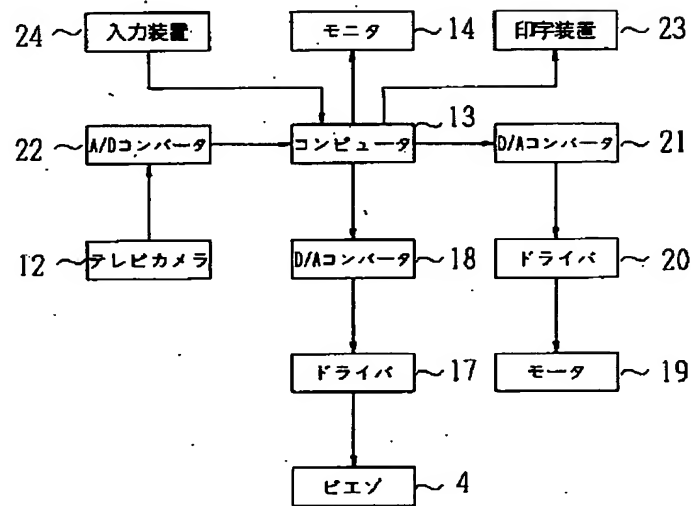 24 入力装置 モニタ 14 印字装置 23
13
22 A/Dコンバータ コンピュータ D/Aコンバータ 21
12 テレビカメラ D/Aコンバータ 18 ドライバ 20
ドライバ 17 モータ 19
ピエゾ 4